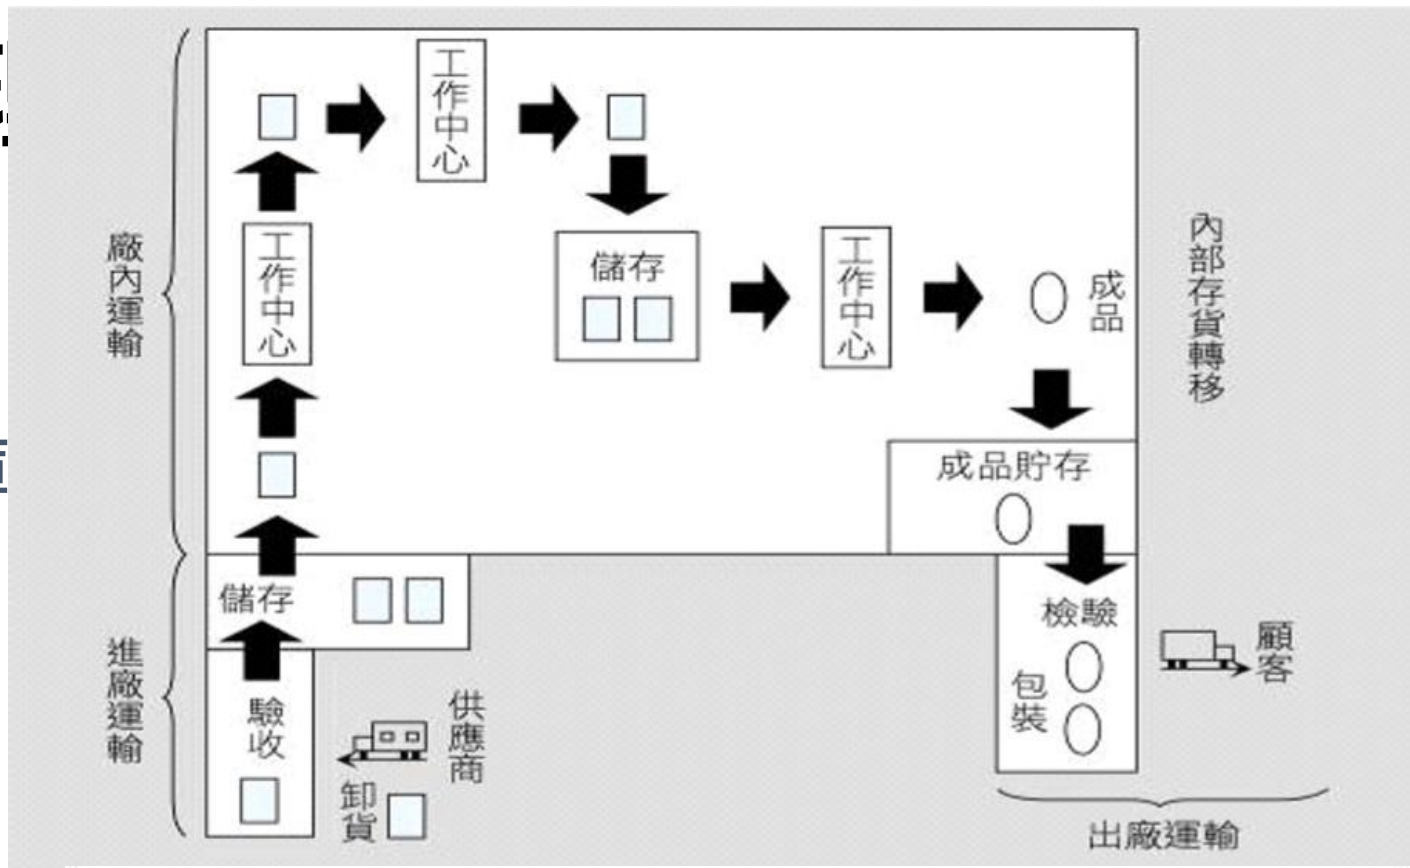 工作中心
工作中心
儲存
工作中心
成品
廠內運輸
內部存貨轉移
成品貯存
儲存
檢驗
包裝
顧客
進廠運輸
驗收
供應商
卸貨
出廠運輸